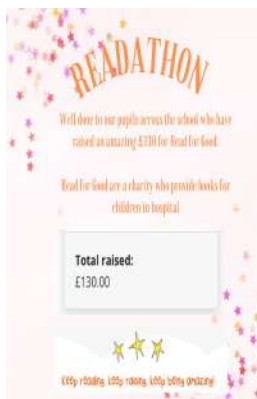 READATHON
Well done to our pupils across the school who have
raised an amazing £130 for Read for Good.
Read for Good are a charity who provide books for
children in hospital
Total raised:
£130.00
Keep reading, keep raising, keep being amazing!